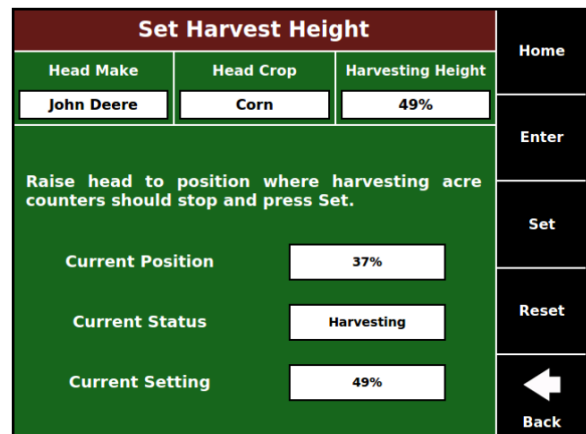 Set Harvest Height
Head Make
Head Crop
Harvesting Height
John Deere
Corn
49%
Raise head to position where harvesting acre
counters should stop and press Set.
Current Position
37%
Current Status
Harvesting
Current Setting
49%
Home
Enter
Set
Reset
Back